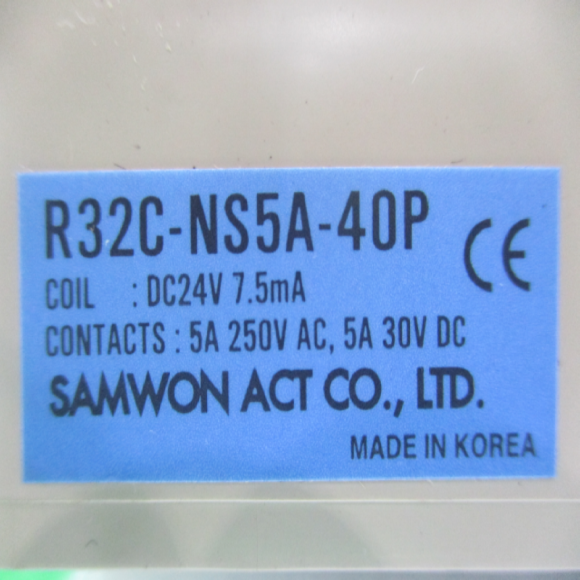 R32C-NS5A-40P
CE
COIL : DC24V 7.5mA
CONTACTS : 5A 250V AC, 5A 30V DC
SAMWON ACT CO., LTD.
MADE IN KOREA